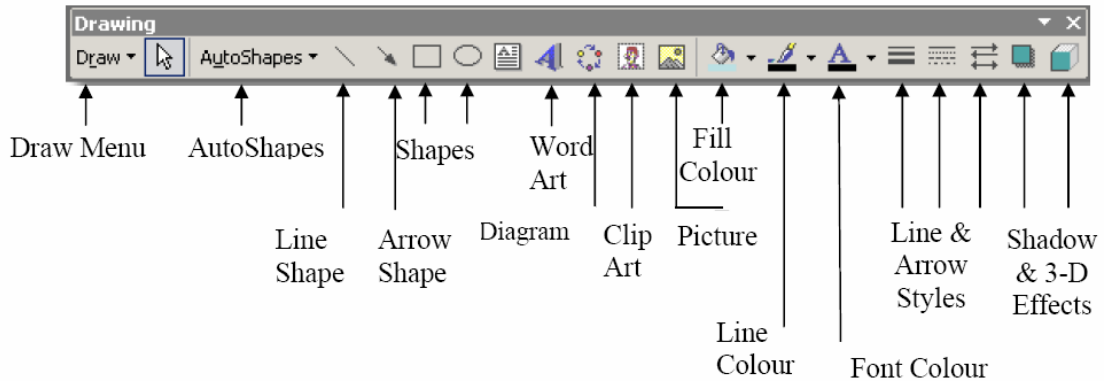 Drawing
Draw AutoShapes
Draw Menu
AutoShapes
Shapes
Word
Art
Fill
Colour
Line
Shape
Arrow
Shape
Diagram
Clip
Art
Picture
Line &
Arrow
Styles
Shadow
& 3-D
Effects
Line
Colour
Font Colour